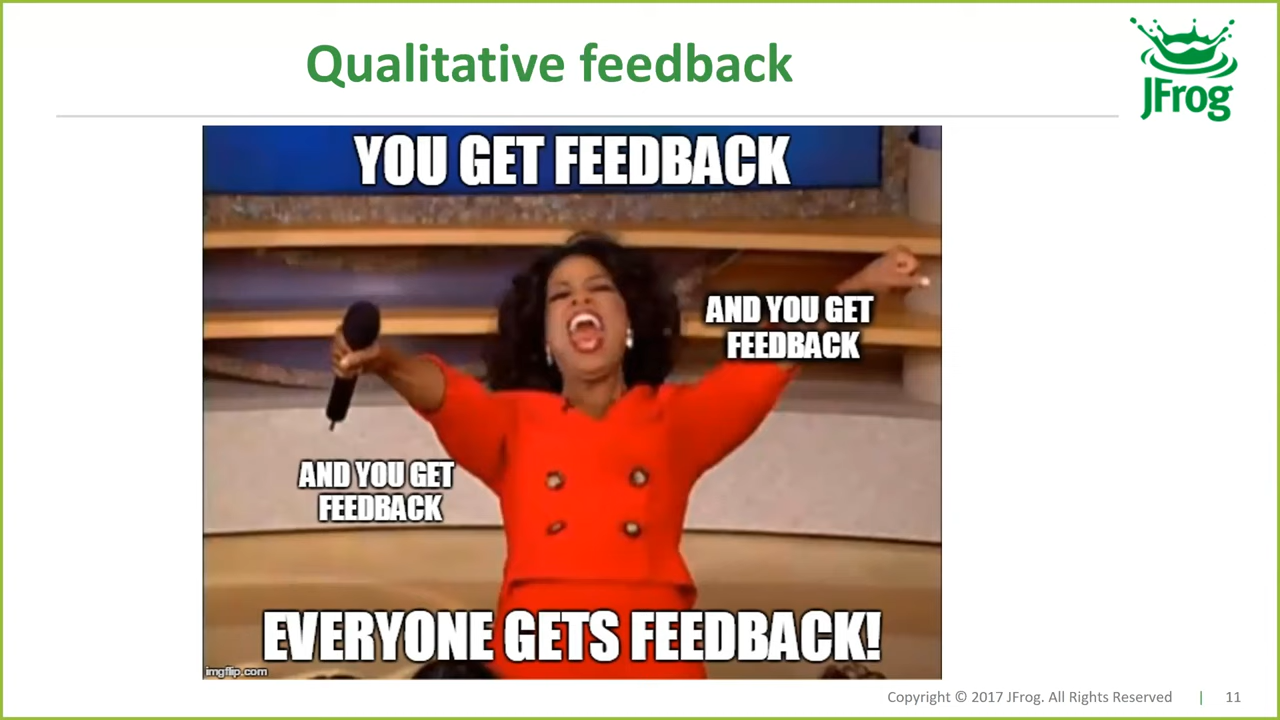 Qualitative feedback
JFrog
YOU GET FEEDBACK
AND YOU GET
FEEDBACK
AND YOU GET
FEEDBACK
EVERYONE GETS FEEDBACK!
imgflip.com
Copyright © 2017 JFrog. All Rights Reserved | 11